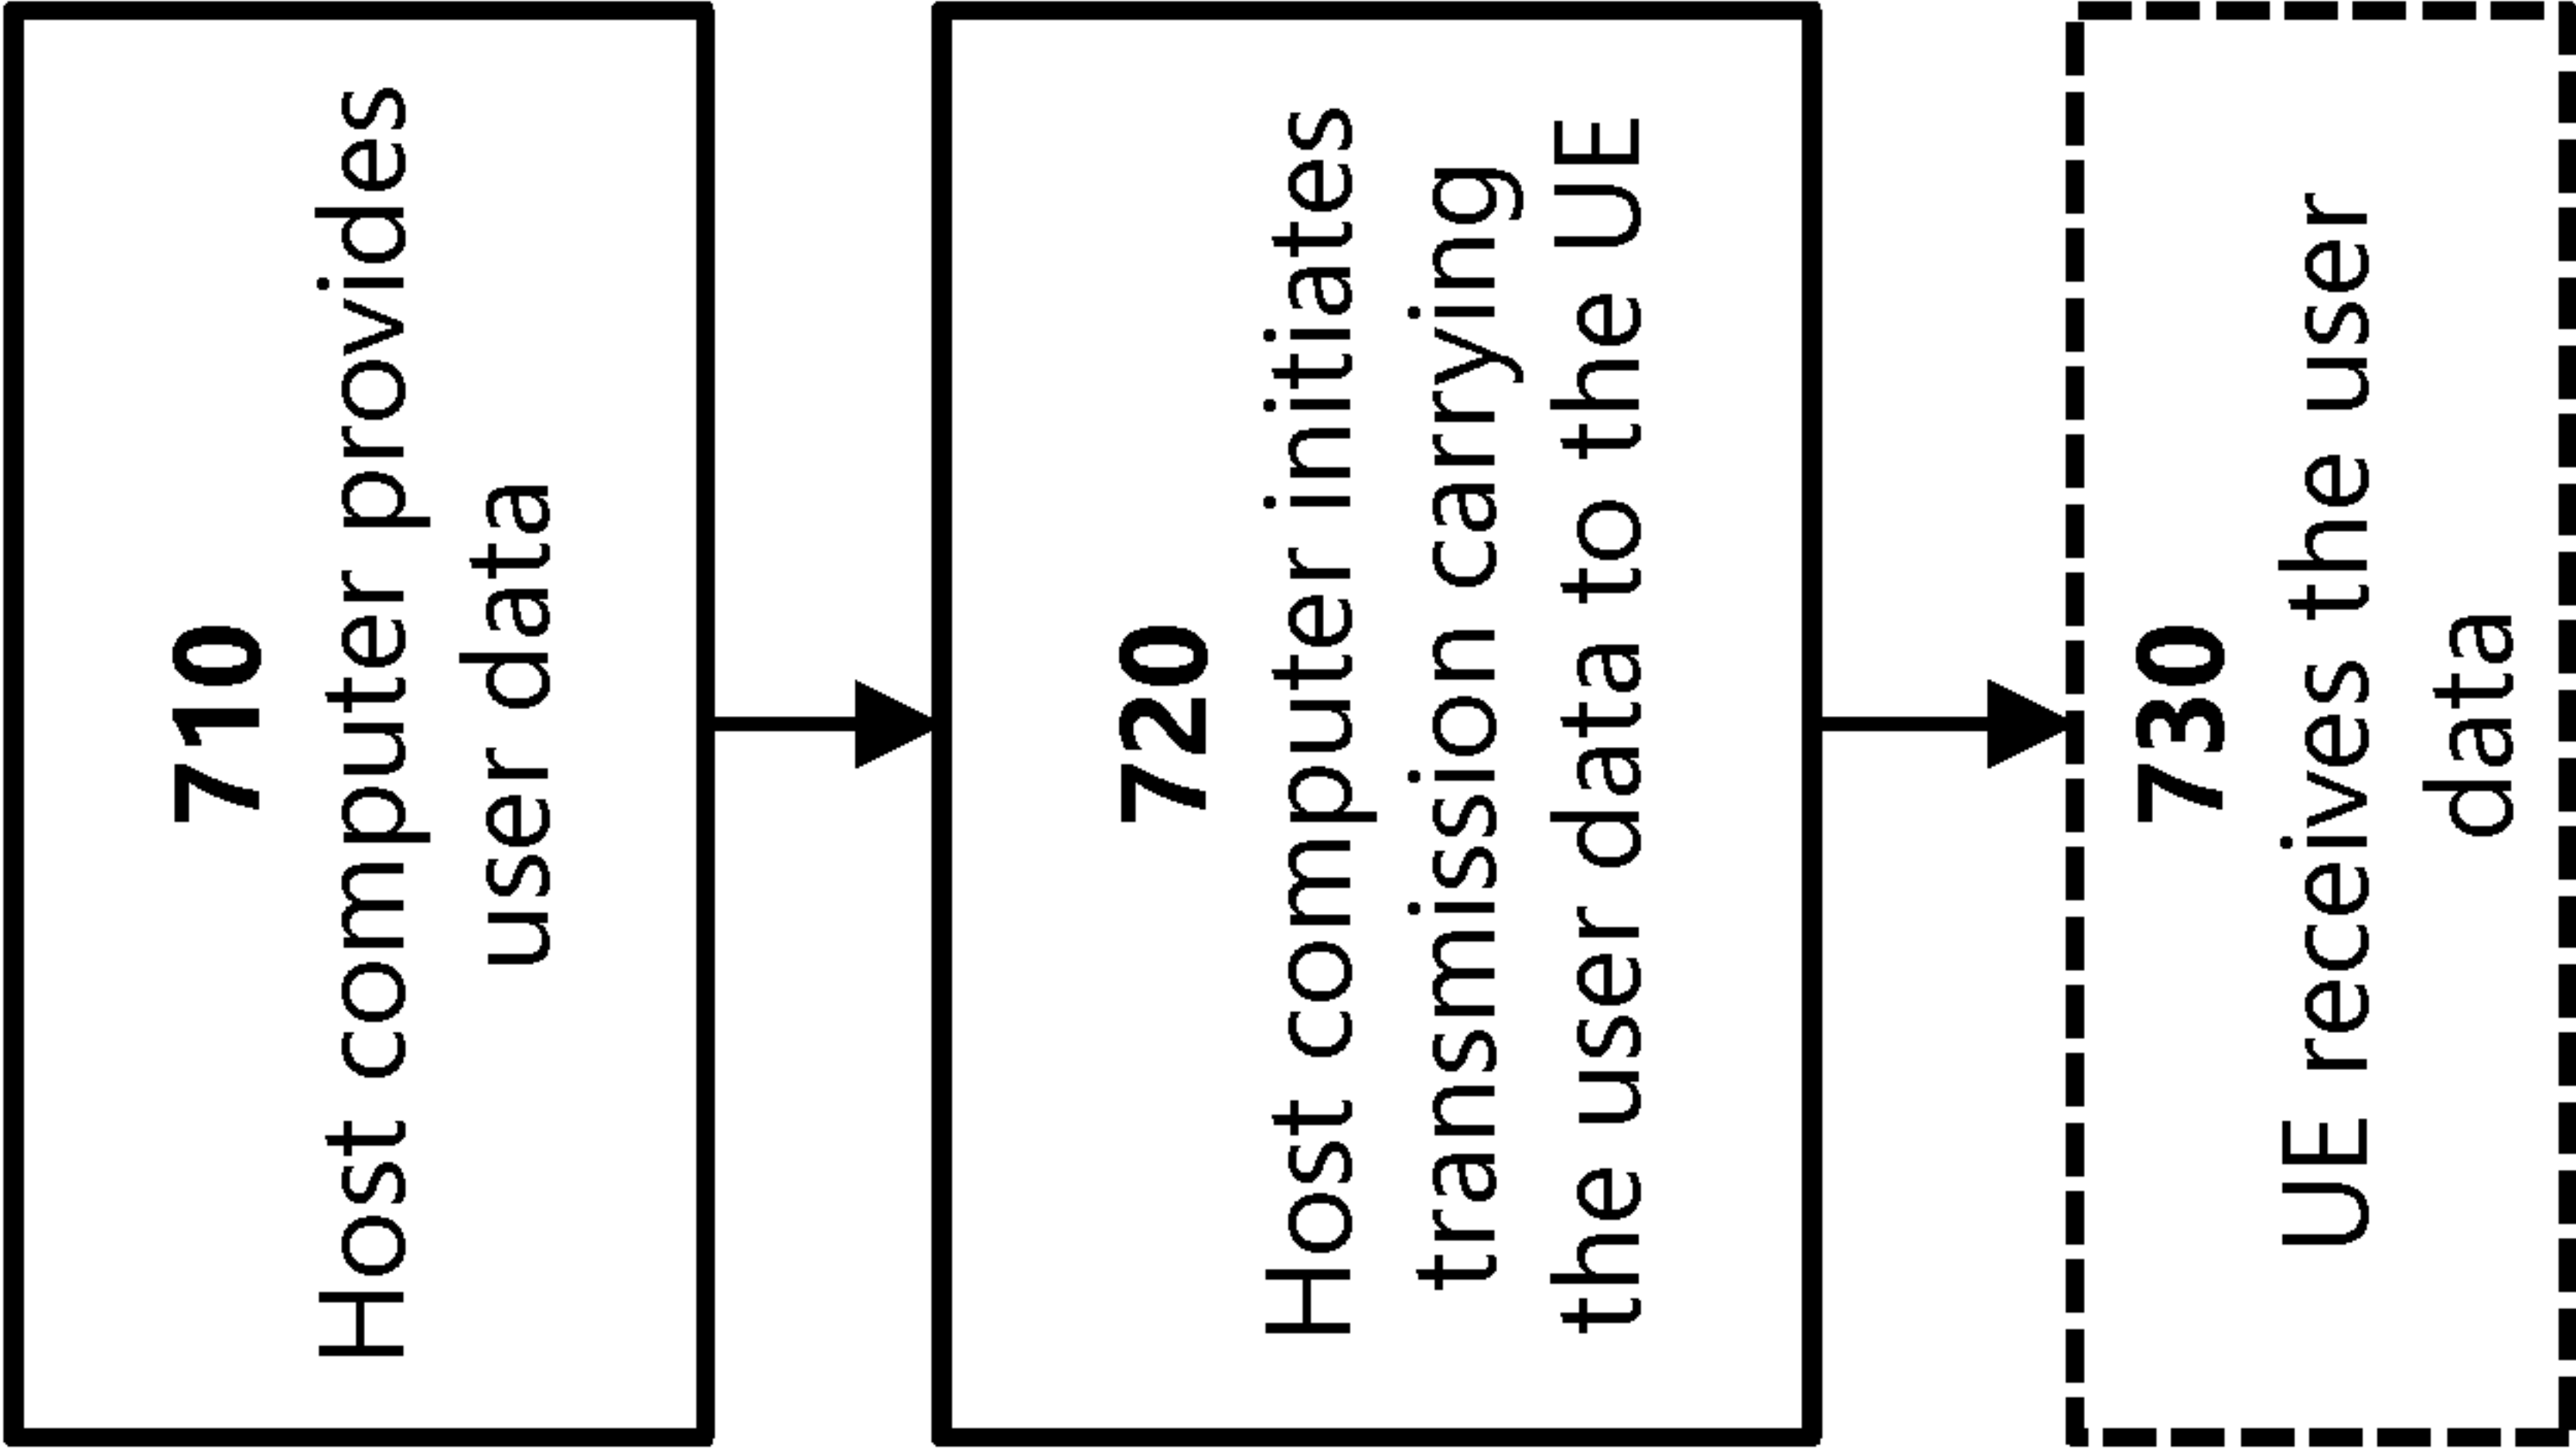 710
Host computer provides
user data
720
Host computer initiates
transmission carrying
the user data to the UE
730
UE receives the user
data